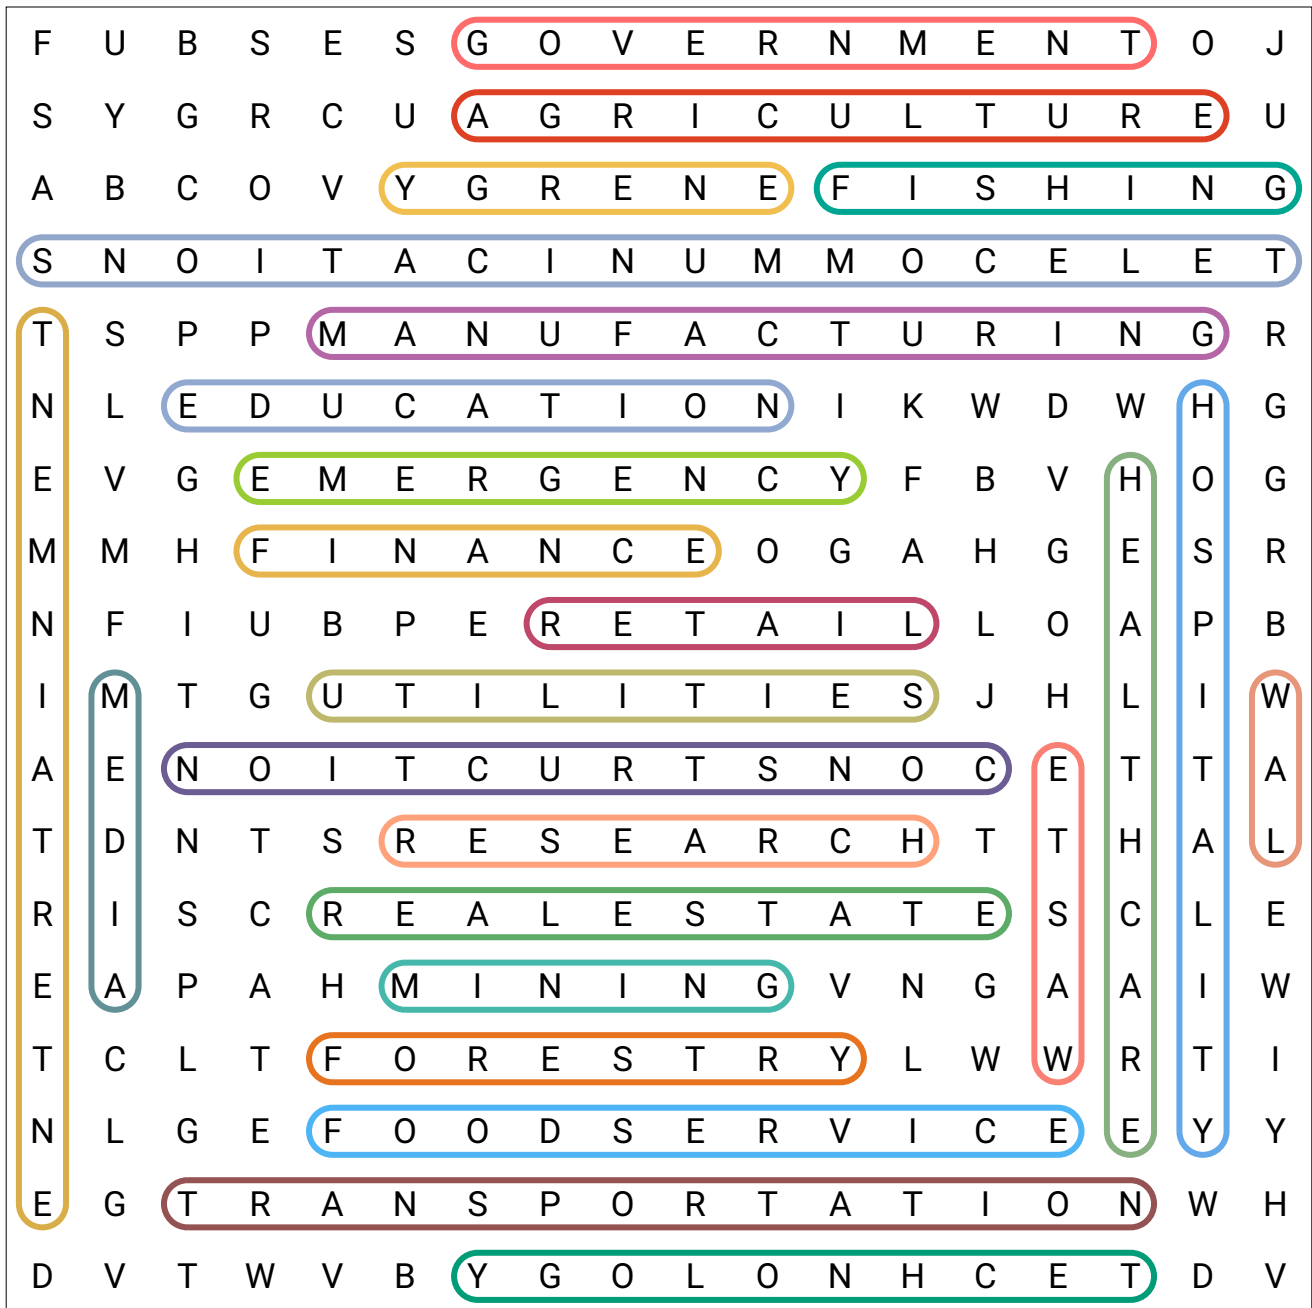 F U B S E S G O V E R N M E N T O J
S Y G R C U A G R I C U L T U R E U
A B C O V Y G R E N E F I S H I N G
S N O I T A C I N U M M O C E L E T
T S P P M A N U F A C T U R I N G R
N L E D U C A T I O N I K W D W H G
E V G E M E R G E N C Y F B V H O G
M M H F I N A N C E O G A H G E S R
N F I U B P E R E T A I L L O A P B
I M T G U T I L I T I E S J H L I W
A E N O I T C U R T S N O C E T T A
T D N T S R E S E A R C H T T H A L
R I S C R E A L E S T A T E S C L E
E A P A H M I N I N G V N G A A I W
T C L T F O R E S T R Y L W W R T I
N L G E F O O D S E R V I C E E Y Y
E G T R A N S P O R T A T I O N W H
D V T W V B Y G O L O N H C E T D V